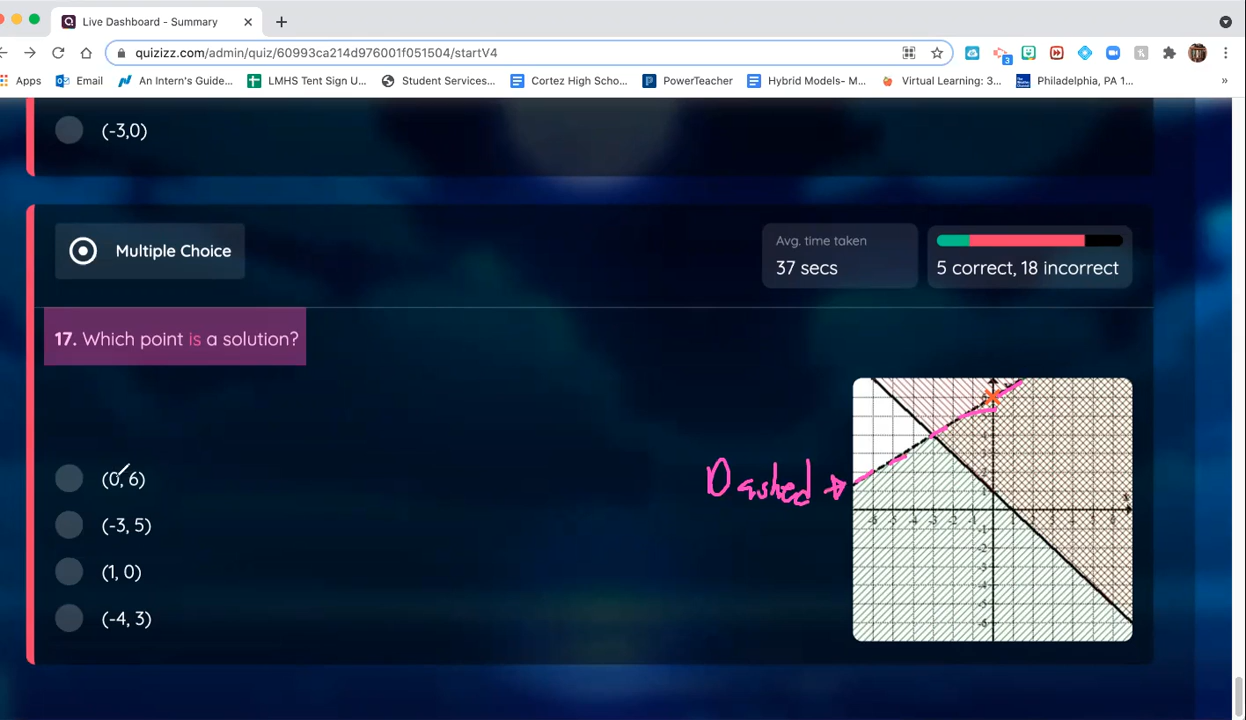 Live Dashboard - Summary
quizizz.com/admin/quiz/60993ca214d976001f051504/startV4
3
Apps
Email
An Intern's Guide...
LMHS Tent Sign U...
Student Services...
Cortez High Scho...
PowerTeacher
Hybrid Models- M...
Virtual Learning: 3...
Philadelphia, PA 1...
»
(-3,0)
Multiple Choice
Avg. time taken
37 secs
5 correct, 18 incorrect
17. Which point is a solution?
(0, 6)
(-3, 5)
(1, 0)
(-4, 3)
Dashed